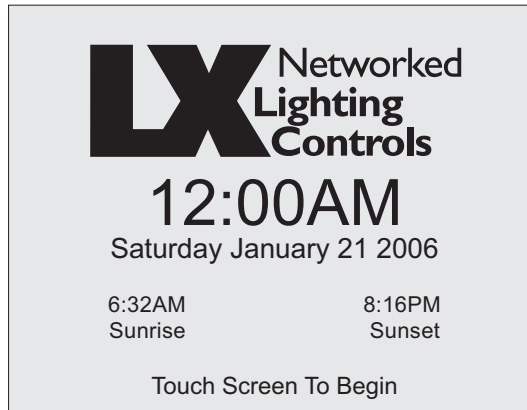 LX Networked
Lighting
Controls
12:00AM
Saturday January 21 2006
6:32AM 8:16PM
Sunrise Sunset
Touch Screen To Begin